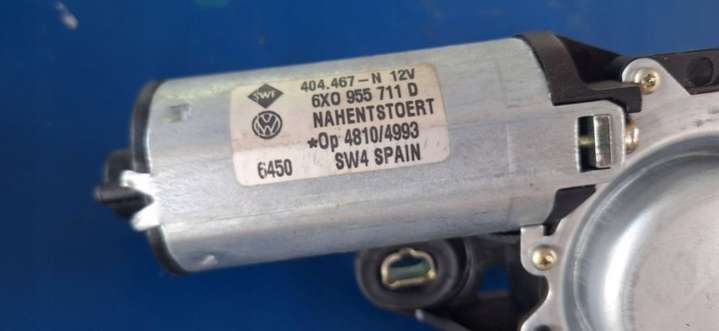 SWF 404.467-N 12V
6X0 955 711 D
NAHENTSTOERT
*Op 4810/4993
6450 SW4 SPAIN